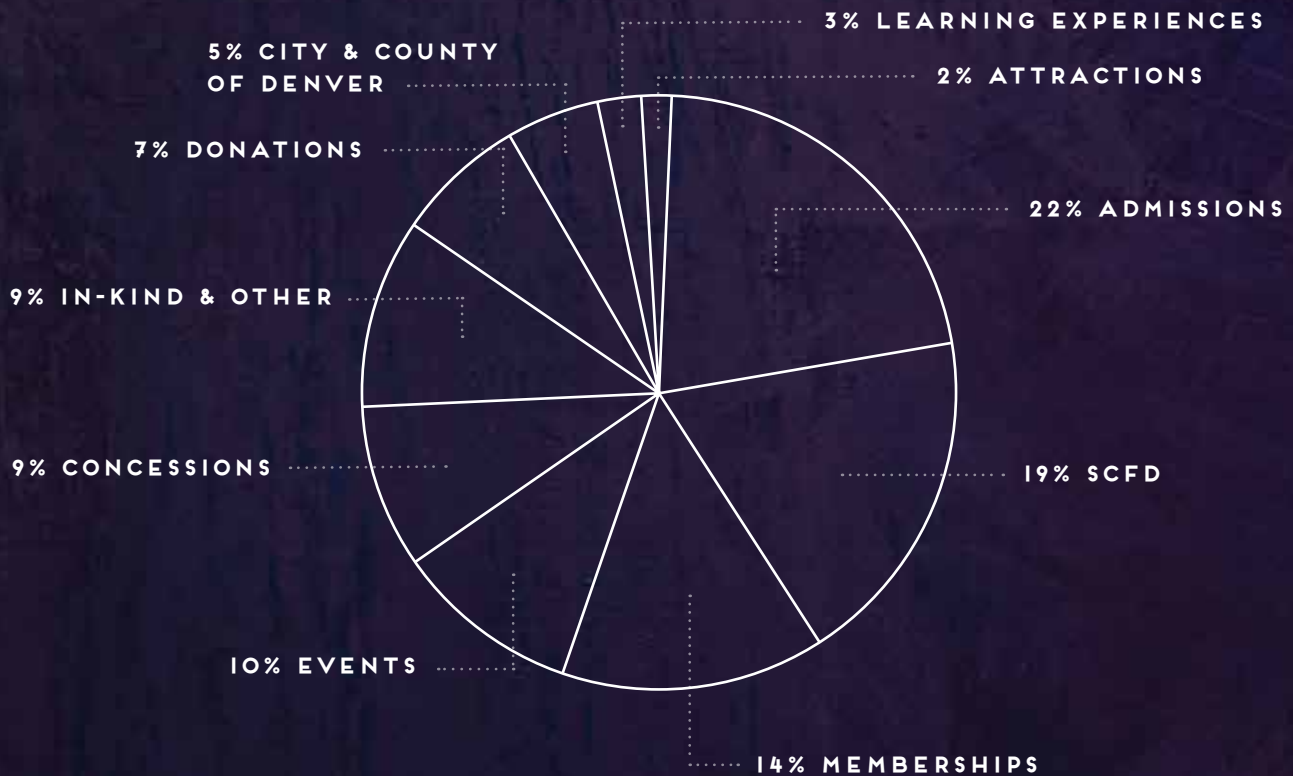 3% LEARNING EXPERIENCES
5% CITY & COUNTY
OF DENVER
2% ATTRACTIONS
7% DONATIONS
22% ADMISSIONS
9% IN-KIND & OTHER
9% CONCESSIONS
19% SCFD
10% EVENTS
14% MEMBERSHIPS